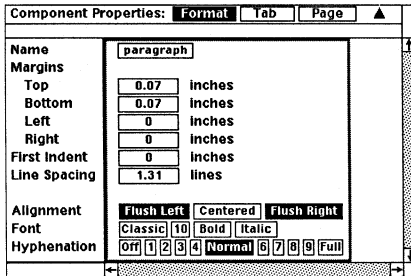 Component Properties: Format Tab Page
Name paragraph
Margins
Top 0.07 inches
Bottom 0.07 inches
Left 0 inches
Right 0 inches
First Indent 0 inches
Line Spacing 1.31 lines
Alignment Flush Left Centered Flush Right
Font Classic 10 Bold Italic
Hyphenation Off 1 2 3 4 Normal 6 7 8 9 Full